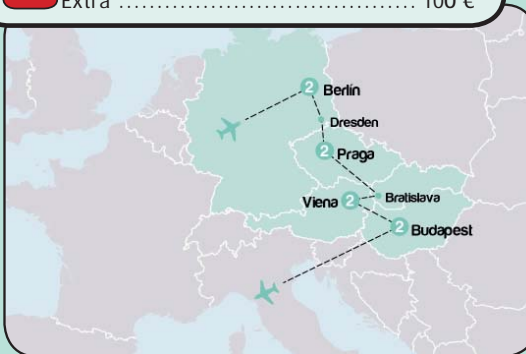 Extra ........................................ 100 €
2 Berlín
Dresden
2 Praga
Viena 2
Bratislava
2 Budapest